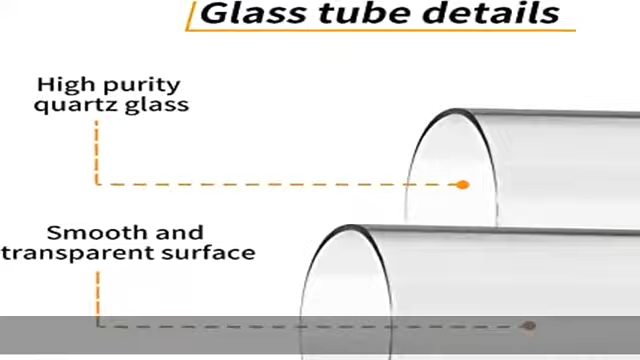 Glass tube details
High purity
quartz glass
Smooth and
transparent surface